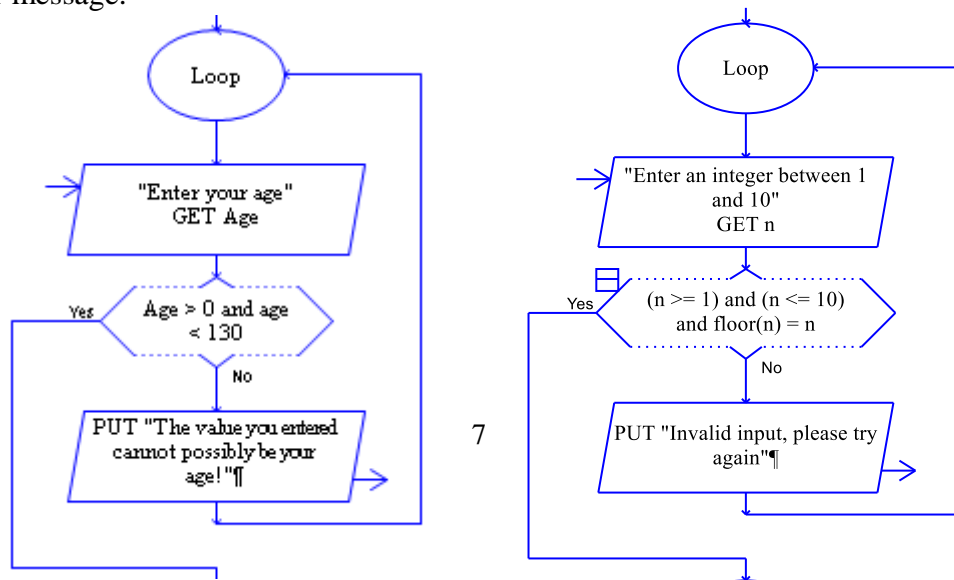 message.
Loop
"Enter your age"
GET Age
Yes
Age > 0 and age
< 130
No
PUT "The value you entered
cannot possibly be your
age!"¶
7
Loop
"Enter an integer between 1
and 10"
GET n
Yes
(n >= 1) and (n <= 10)
and floor(n) = n
No
PUT "Invalid input, please try
again"¶